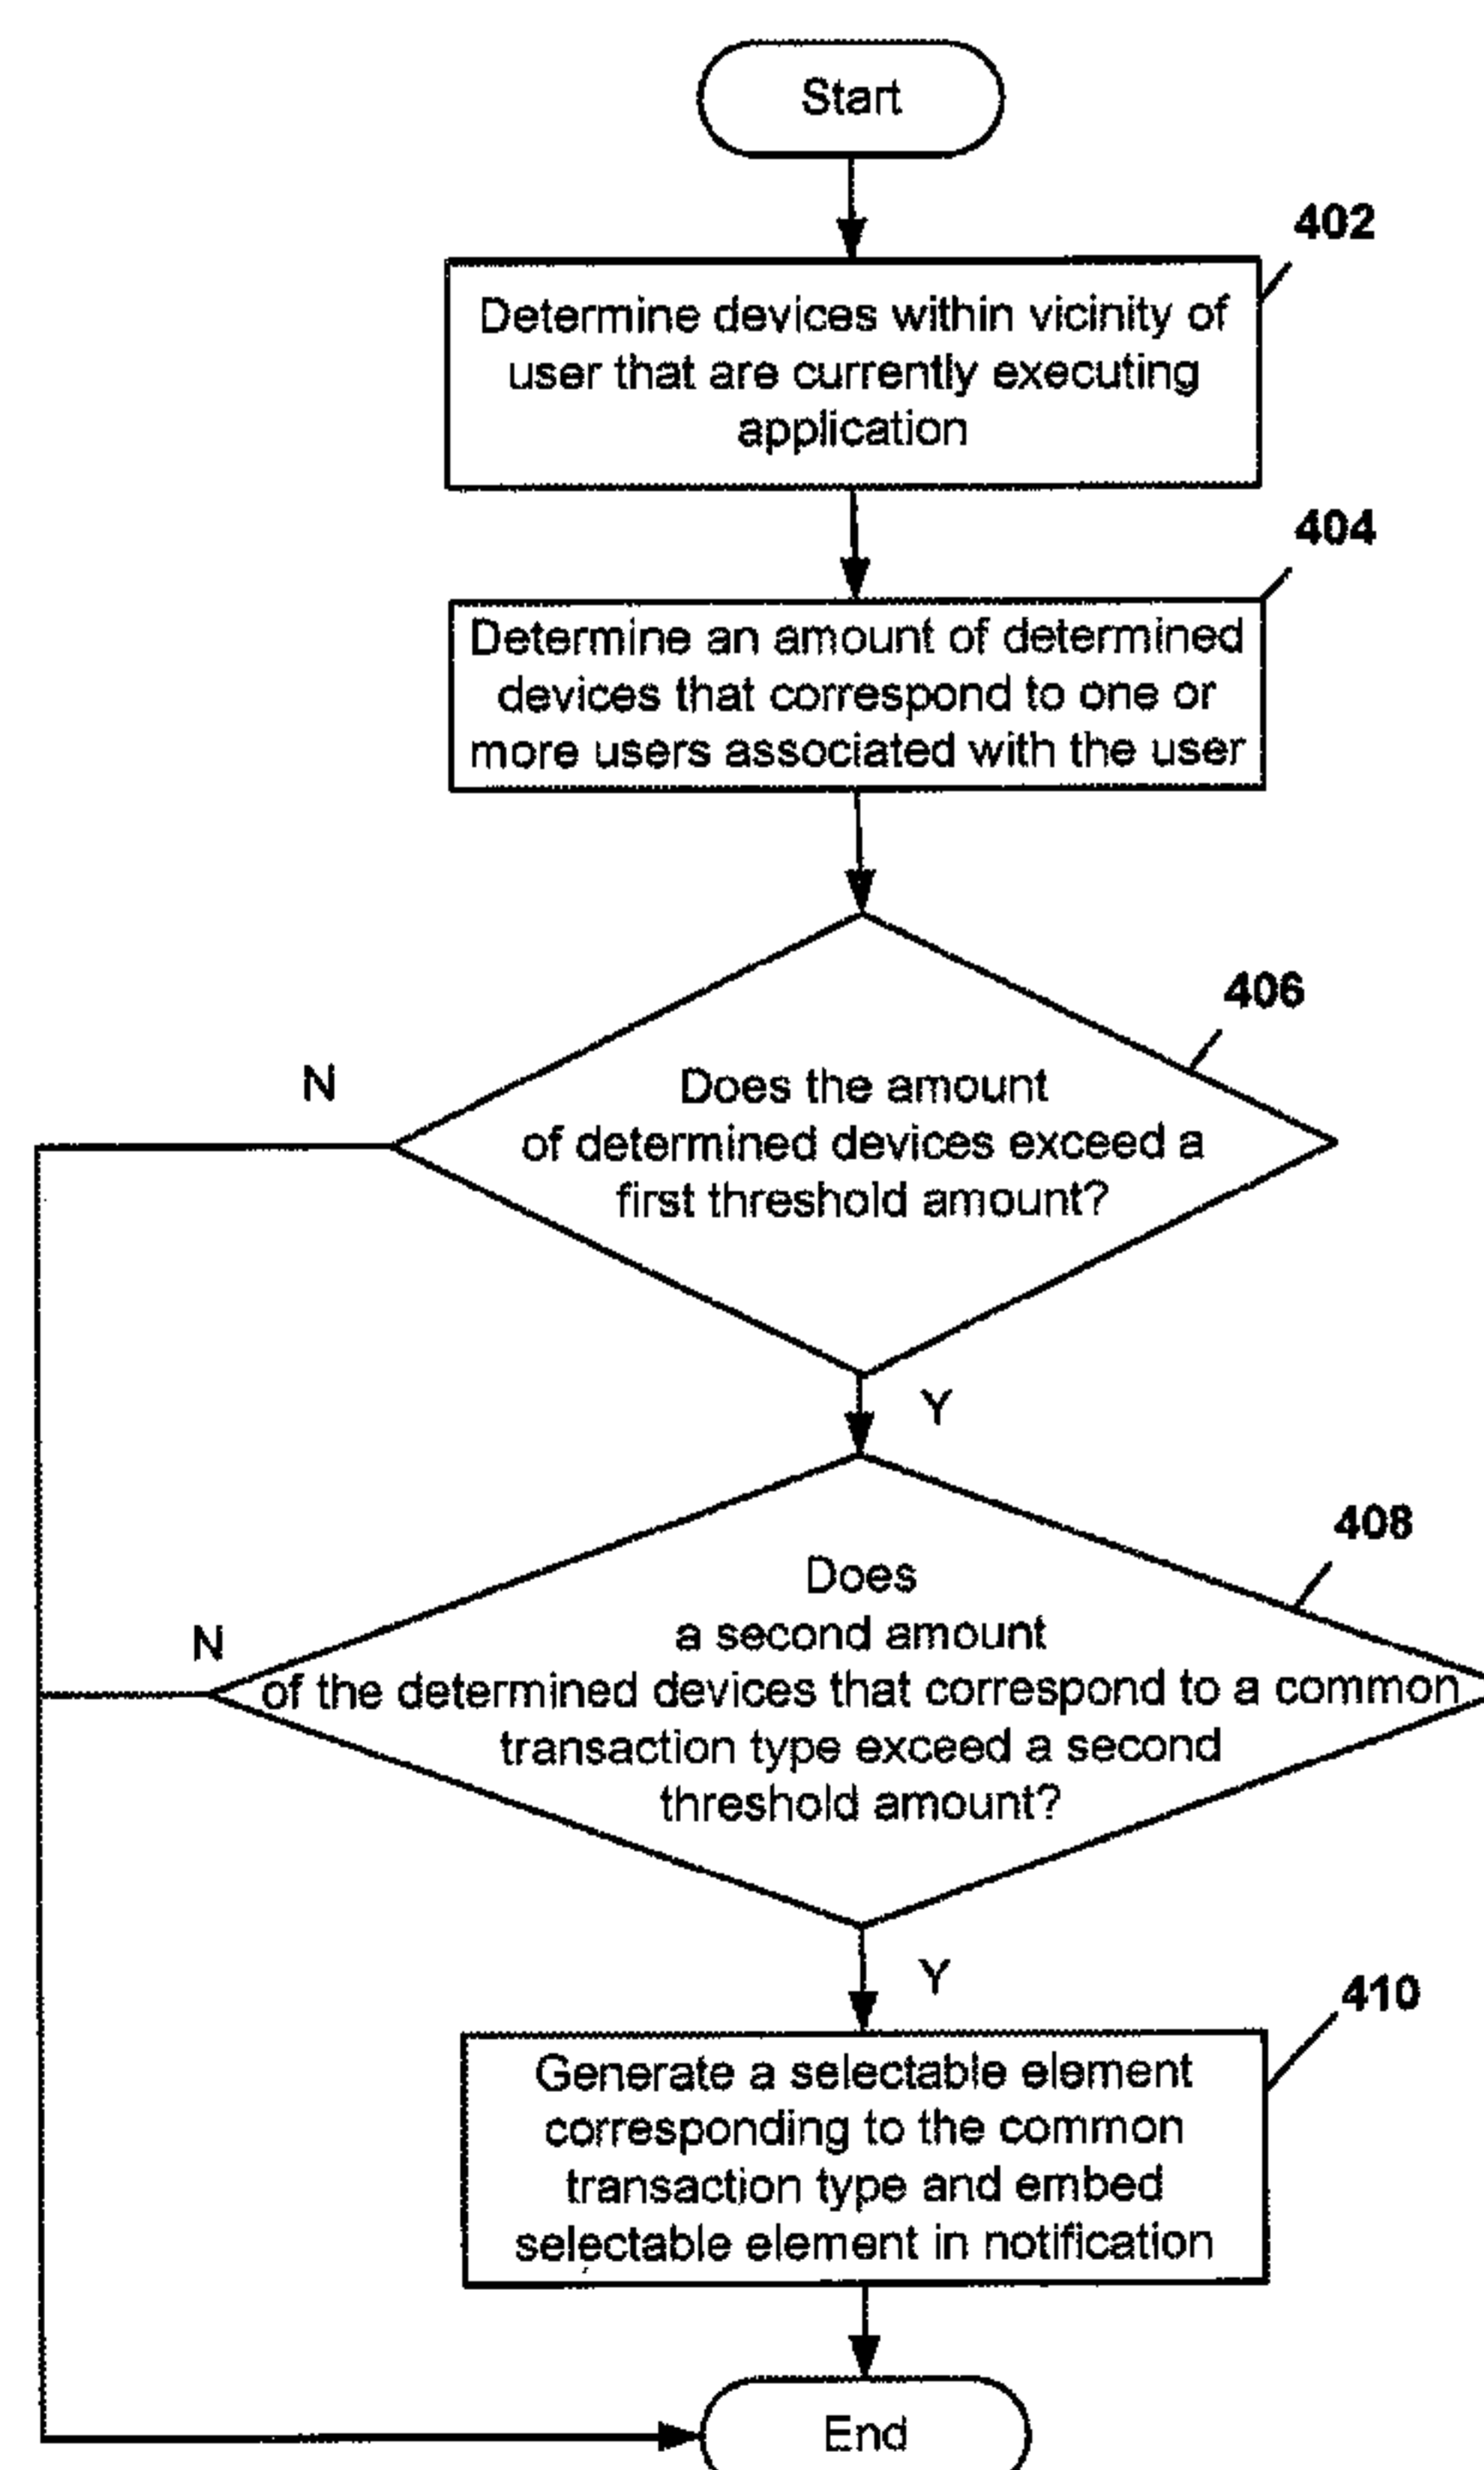 Start
402
Determine devices within vicinity of
user that are currently executing
application
404
Determine an amount of determined
devices that correspond to one or
more users associated with the user
406
N
Does the amount
of determined devices exceed a
first threshold amount?
Y
408
Does
a second amount
N
of the determined devices that correspond to a common
transaction type exceed a second
threshold amount?
Y
410
Generate a selectable element
corresponding to the common
transaction type and embed
selectable element in notification
End